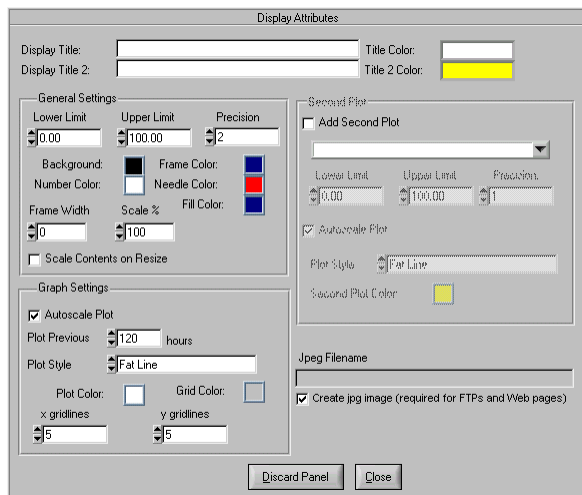 Display Attributes
Display Title:
Title Color:
Display Title 2:
Title 2 Color:
General Settings
Lower Limit Upper Limit Precision
0.00 100.00 2
Background: Frame Color:
Number Color: Needle Color:
Fill Color:
Frame Width Scale %
0 100
Scale Contents on Resize
Graph Settings
Autoscale Plot
Plot Previous 120 hours
Plot Style Fat Line
Plot Color: Grid Color:
x gridlines y gridlines
5 5
Second Plot
Add Second Plot
Lower Limit Upper Limit Precision.
0.00 100.00 1
Autoscale Plot
Plot Style Fat Line
Second Plot Color
Jpeg Filename
Create jpg image (required for FTPs and Web pages)
Discard Panel Close